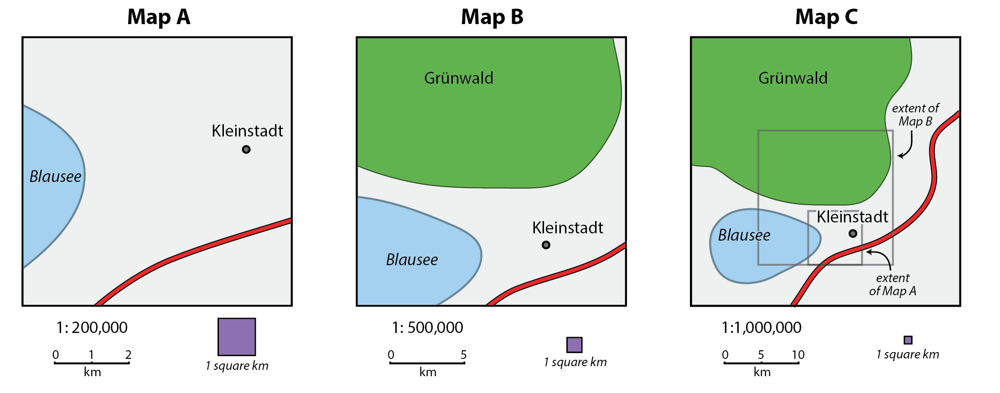 Map A
Kleinstadt
Blausee
1: 200,000
0 1 2
km
1 square km
Map B
Grünwald
Kleinstadt
Blausee
1: 500,000
0 5
km
1 square km
Map C
Grünwald
extent of
Map B
Kleinstadt
Blausee
extent
of Map A
1:1,000,000
0 5 10
km
1 square km